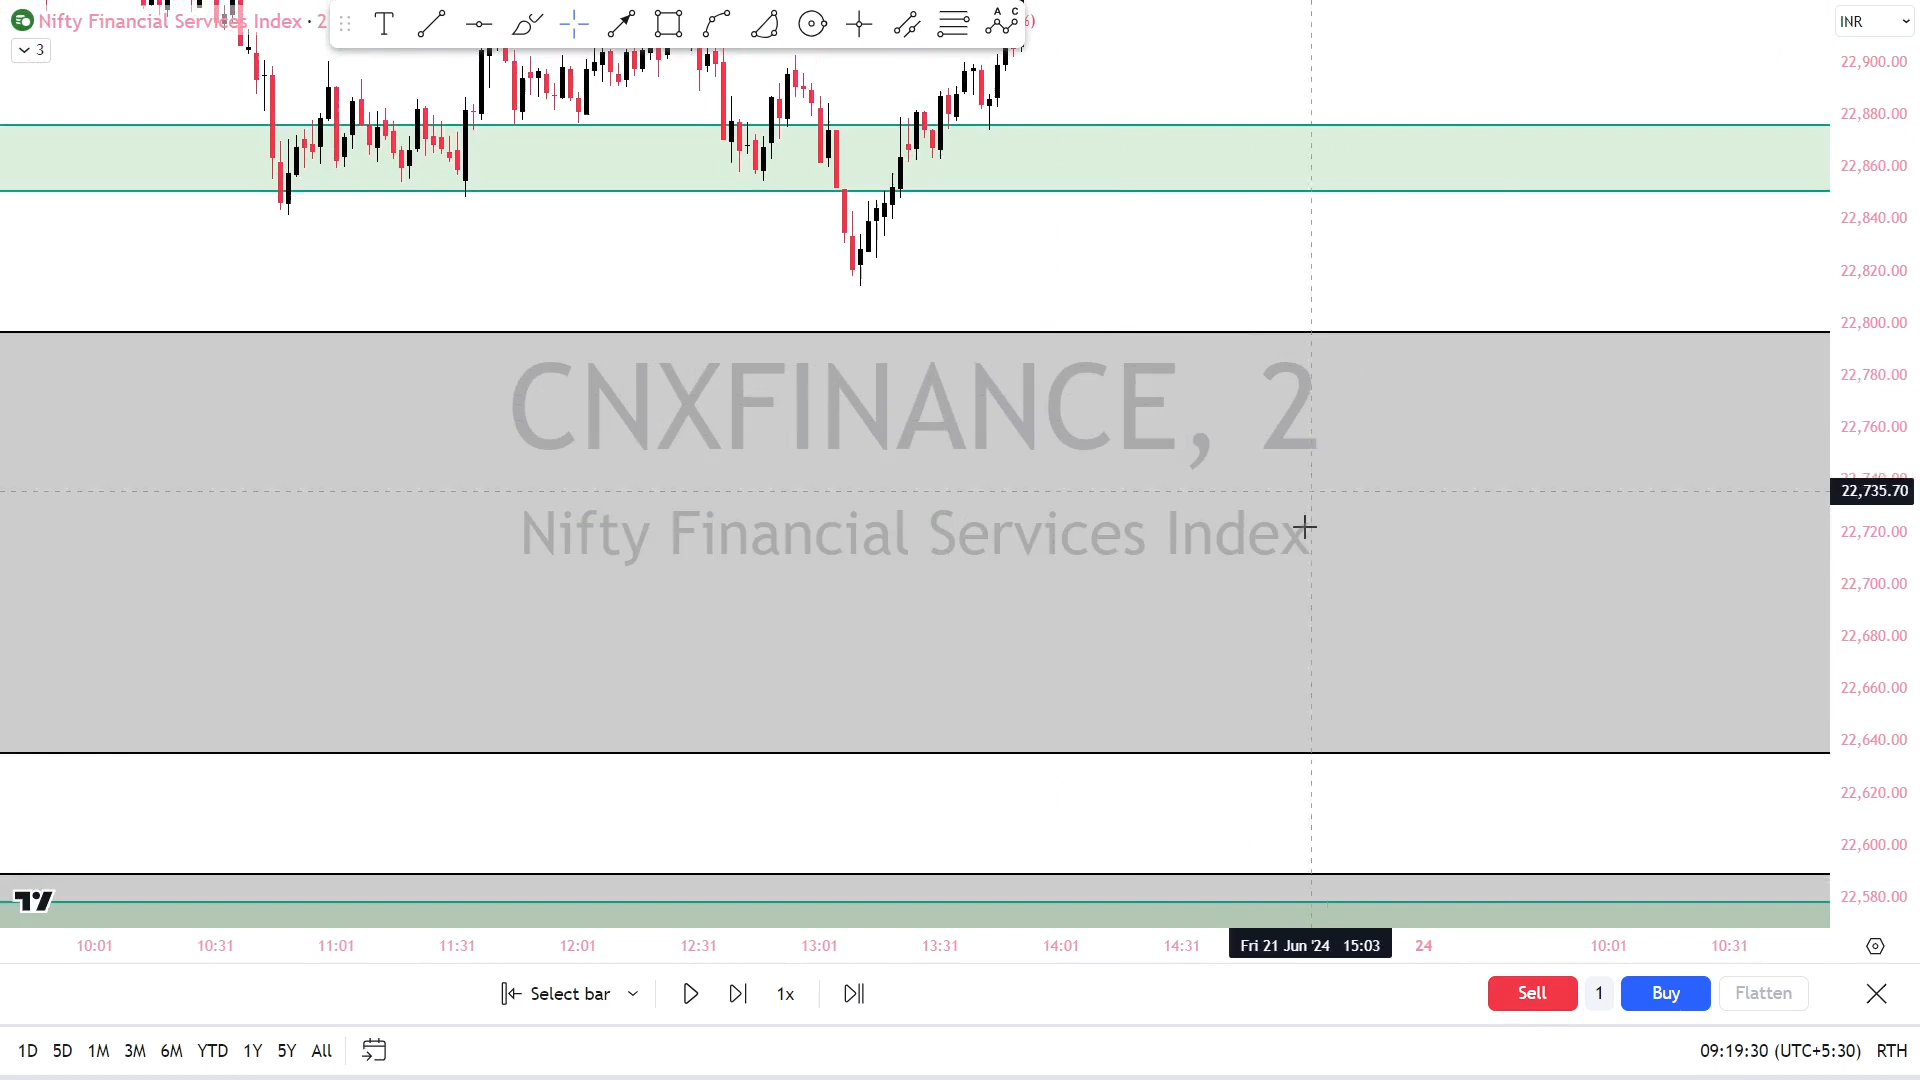 Nifty Financial Services Index · 2
3
INR
22,900.00
22,880.00
22,860.00
22,840.00
22,820.00
22,800.00
22,780.00
22,760.00
22,735.70
22,720.00
22,700.00
22,680.00
22,660.00
22,640.00
22,620.00
22,600.00
22,580.00
CNXFINANCE, 2
Nifty Financial Services Index
10:01 10:31 11:01 11:31 12:01 12:31 13:01 13:31 14:01 14:31 Fri 21 Jun '24 15:03 24 10:01 10:31
Select bar 1x Sell 1 Buy Flatten
1D 5D 1M 3M 6M YTD 1Y 5Y All 09:19:30 (UTC+5:30) RTH